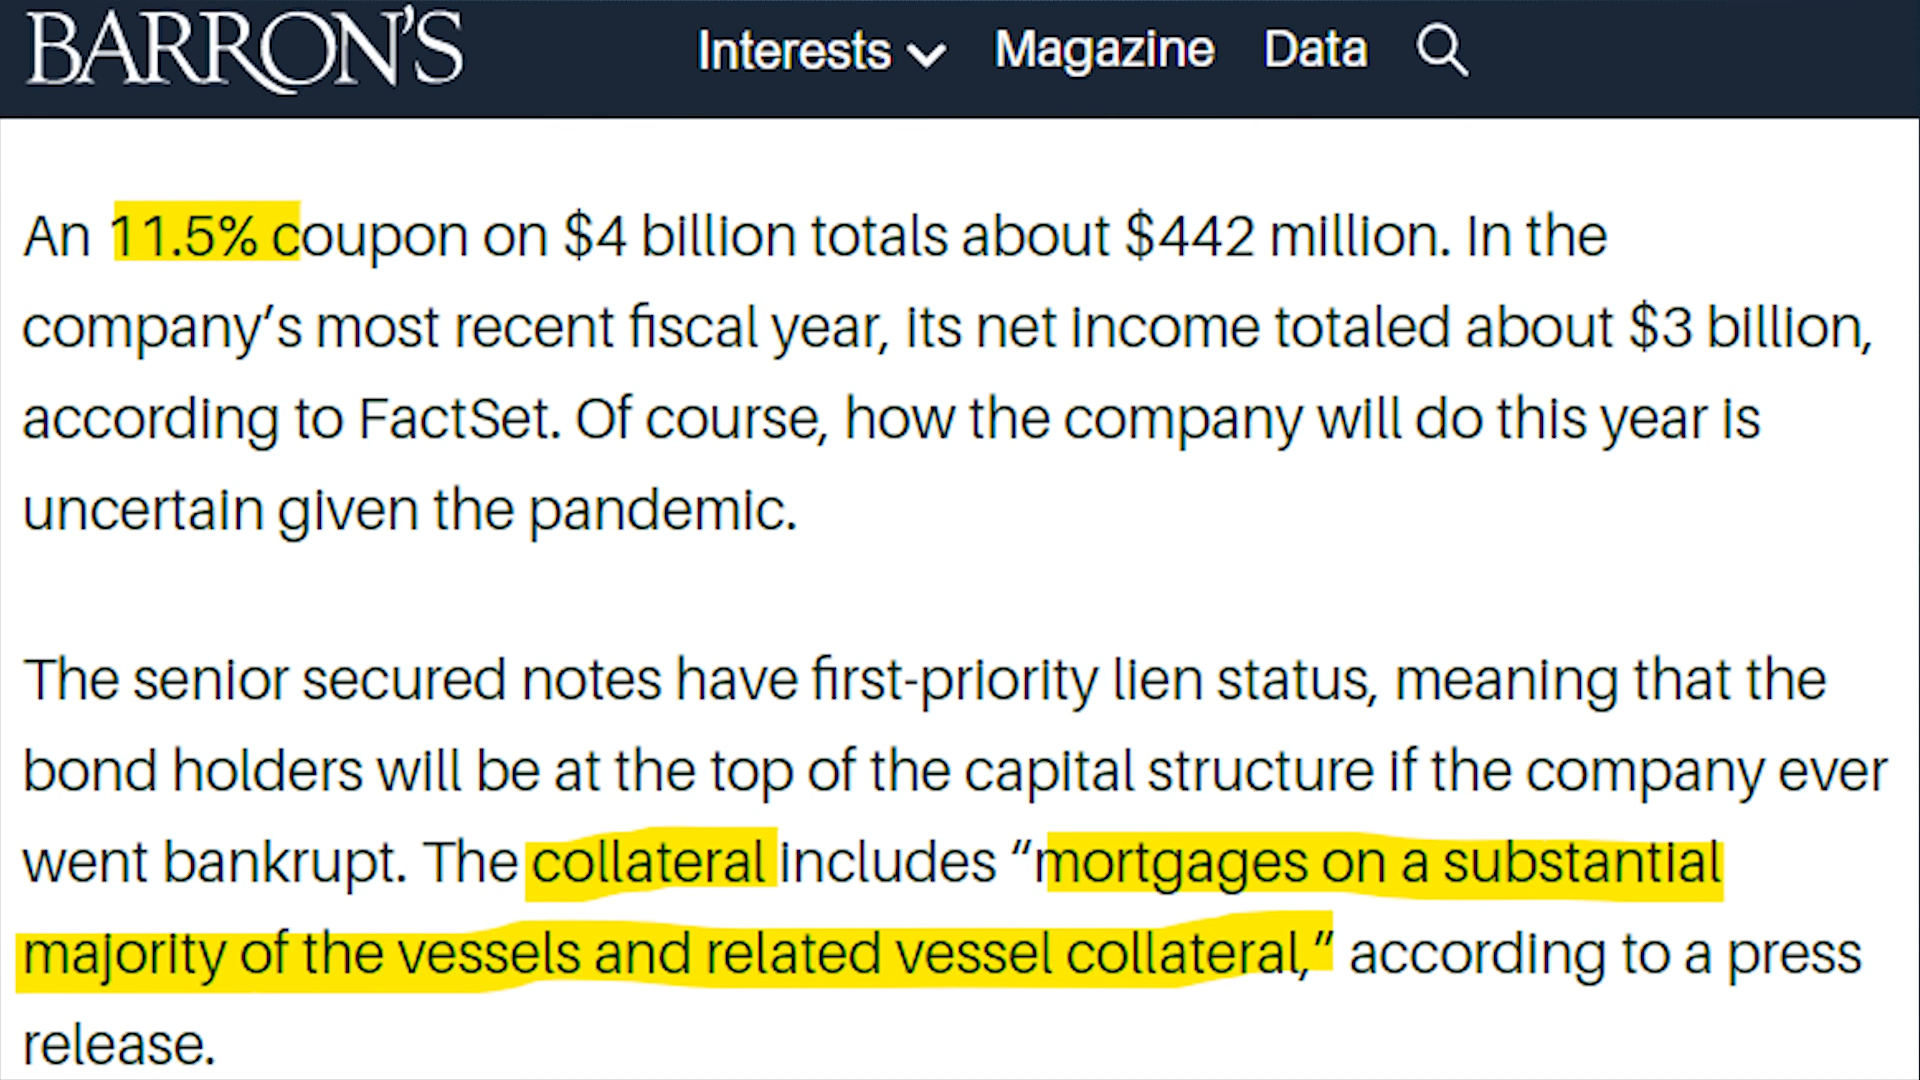 BARRON'S
Interests Magazine Data
An 11.5% coupon on $4 billion totals about $442 million. In the
company’s most recent fiscal year, its net income totaled about $3 billion,
according to FactSet. Of course, how the company will do this year is
uncertain given the pandemic.
The senior secured notes have first-priority lien status, meaning that the
bond holders will be at the top of the capital structure if the company ever
went bankrupt. The collateral includes “mortgages on a substantial
majority of the vessels and related vessel collateral,” according to a press
release.